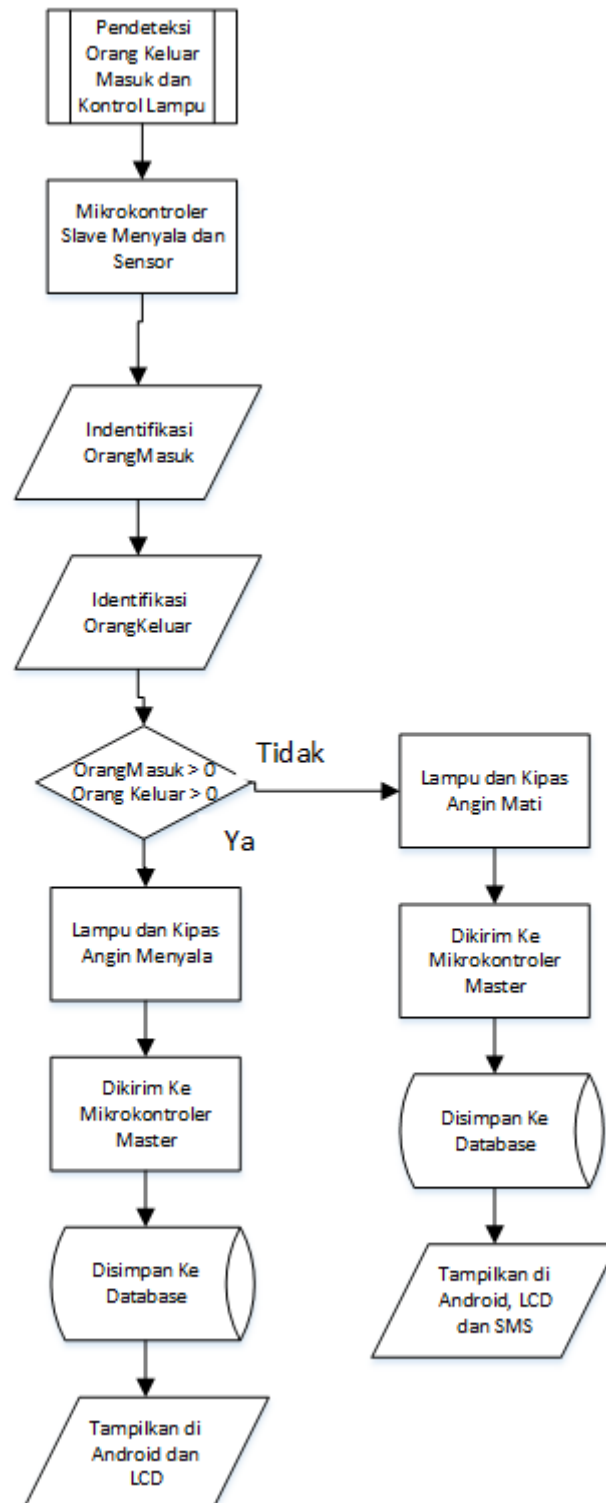 Pendeteksi
Orang Keluar
Masuk dan
Kontrol Lampu
Mikrokontroler
Slave Menyala dan
Sensor
Indentifikasi
OrangMasuk
Identifikasi
OrangKeluar
OrangMasuk > 0
Orang Keluar > 0
Tidak
Ya
Lampu dan Kipas
Angin Mati
Dikirim Ke
Mikrokontroler
Master
Disimpan Ke
Database
Tampilkan di
Android, LCD
dan SMS
Lampu dan Kipas
Angin Menyala
Dikirim Ke
Mikrokontroler
Master
Disimpan Ke
Database
Tampilkan di
Android dan
LCD